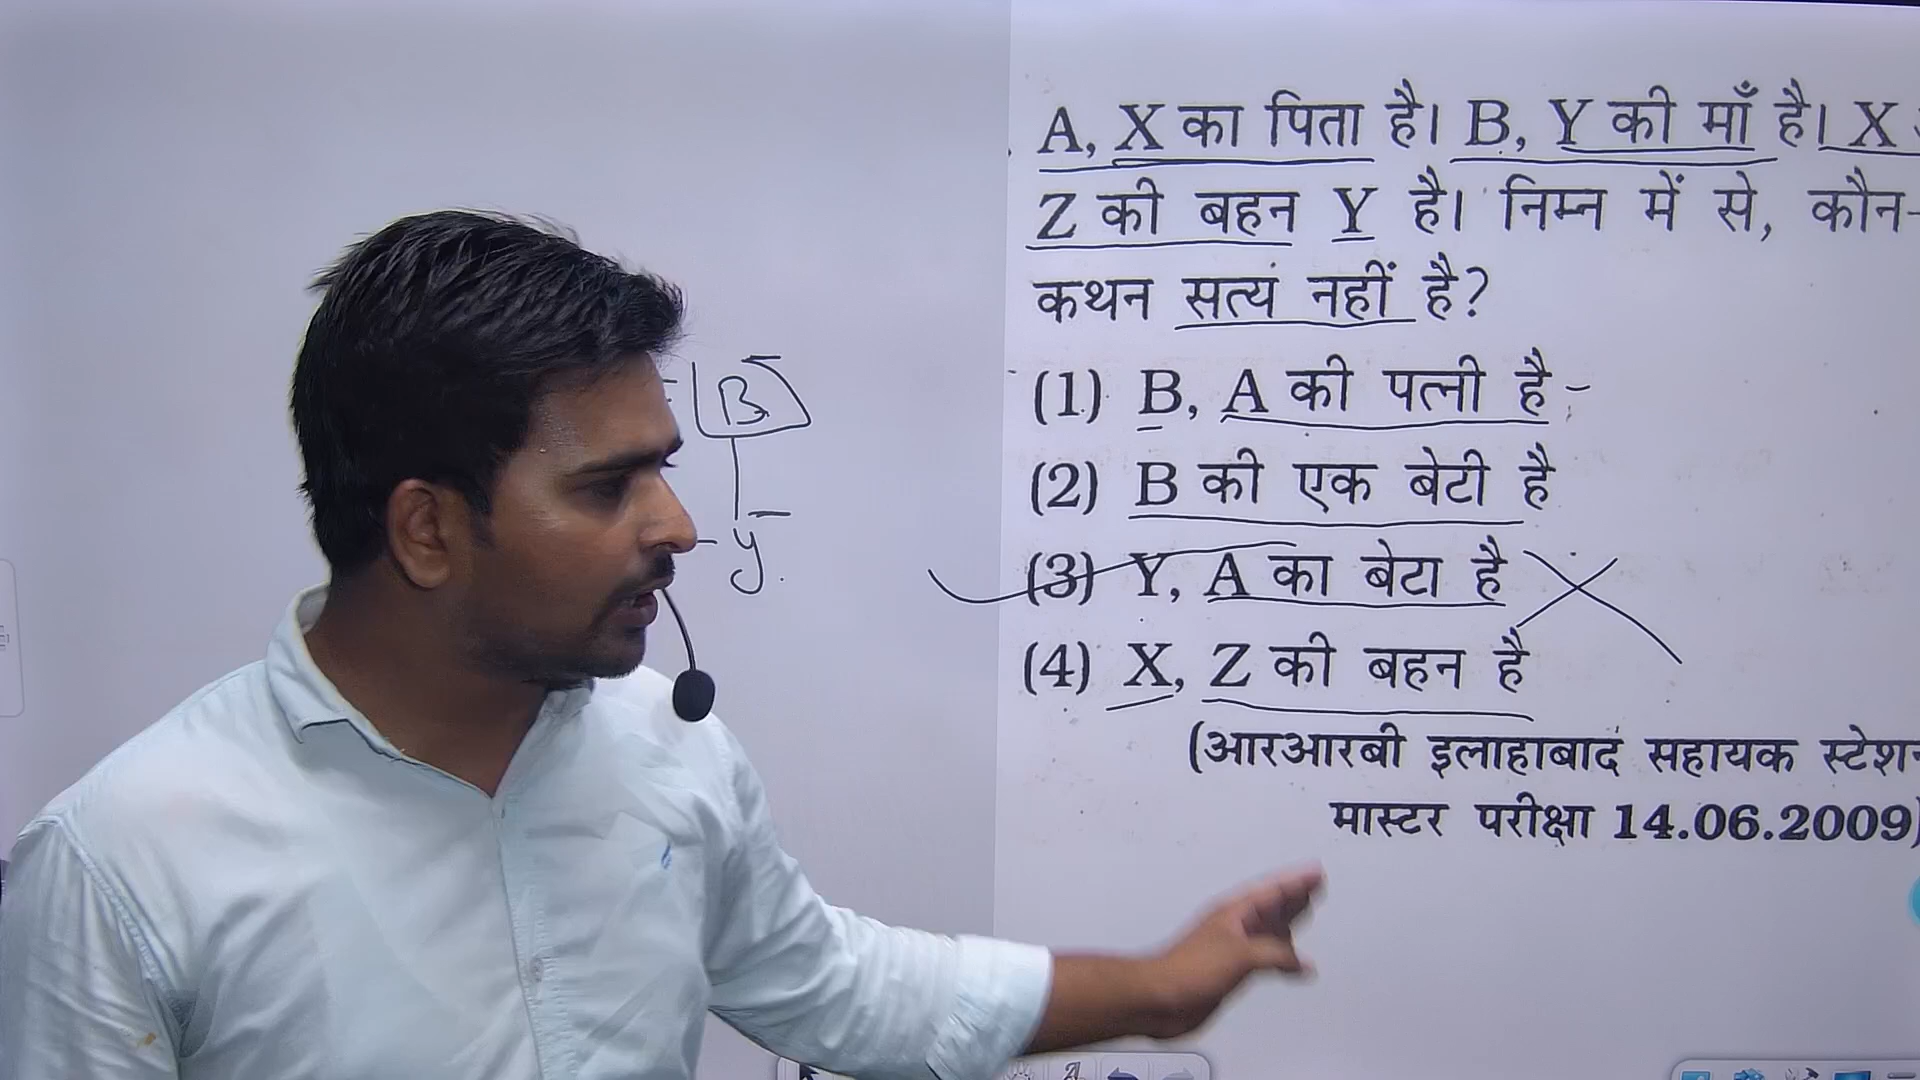 A, X का पिता है। B, Y की माँ है। X
Z की बहन Y है। निम्न में से, कौन-
कथन सत्य नहीं है?
(1) B, A की पत्नी है
(2) B की एक बेटी है
(3) Y, A का बेटा है
(4) X, Z की बहन है
(आरआरबी इलाहाबाद सहायक स्टेशन
मास्टर परीक्षा 14.06.2009)
B
y